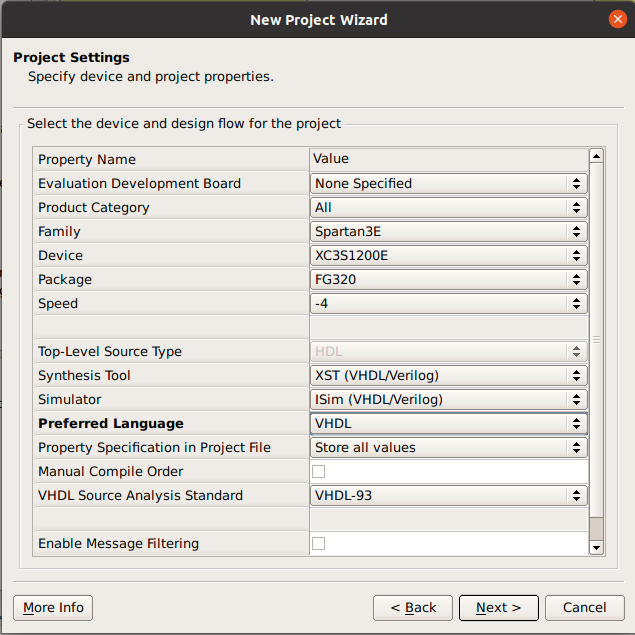 New Project Wizard
Project Settings
Specify device and project properties.
Select the device and design flow for the project
Property Name Value
Evaluation Development Board None Specified
Product Category All
Family Spartan3E
Device XC3S1200E
Package FG320
Speed -4
Top-Level Source Type HDL
Synthesis Tool XST (VHDL/Verilog)
Simulator ISim (VHDL/Verilog)
Preferred Language VHDL
Property Specification in Project File Store all values
Manual Compile Order
VHDL Source Analysis Standard VHDL-93
Enable Message Filtering
More Info < Back Next > Cancel